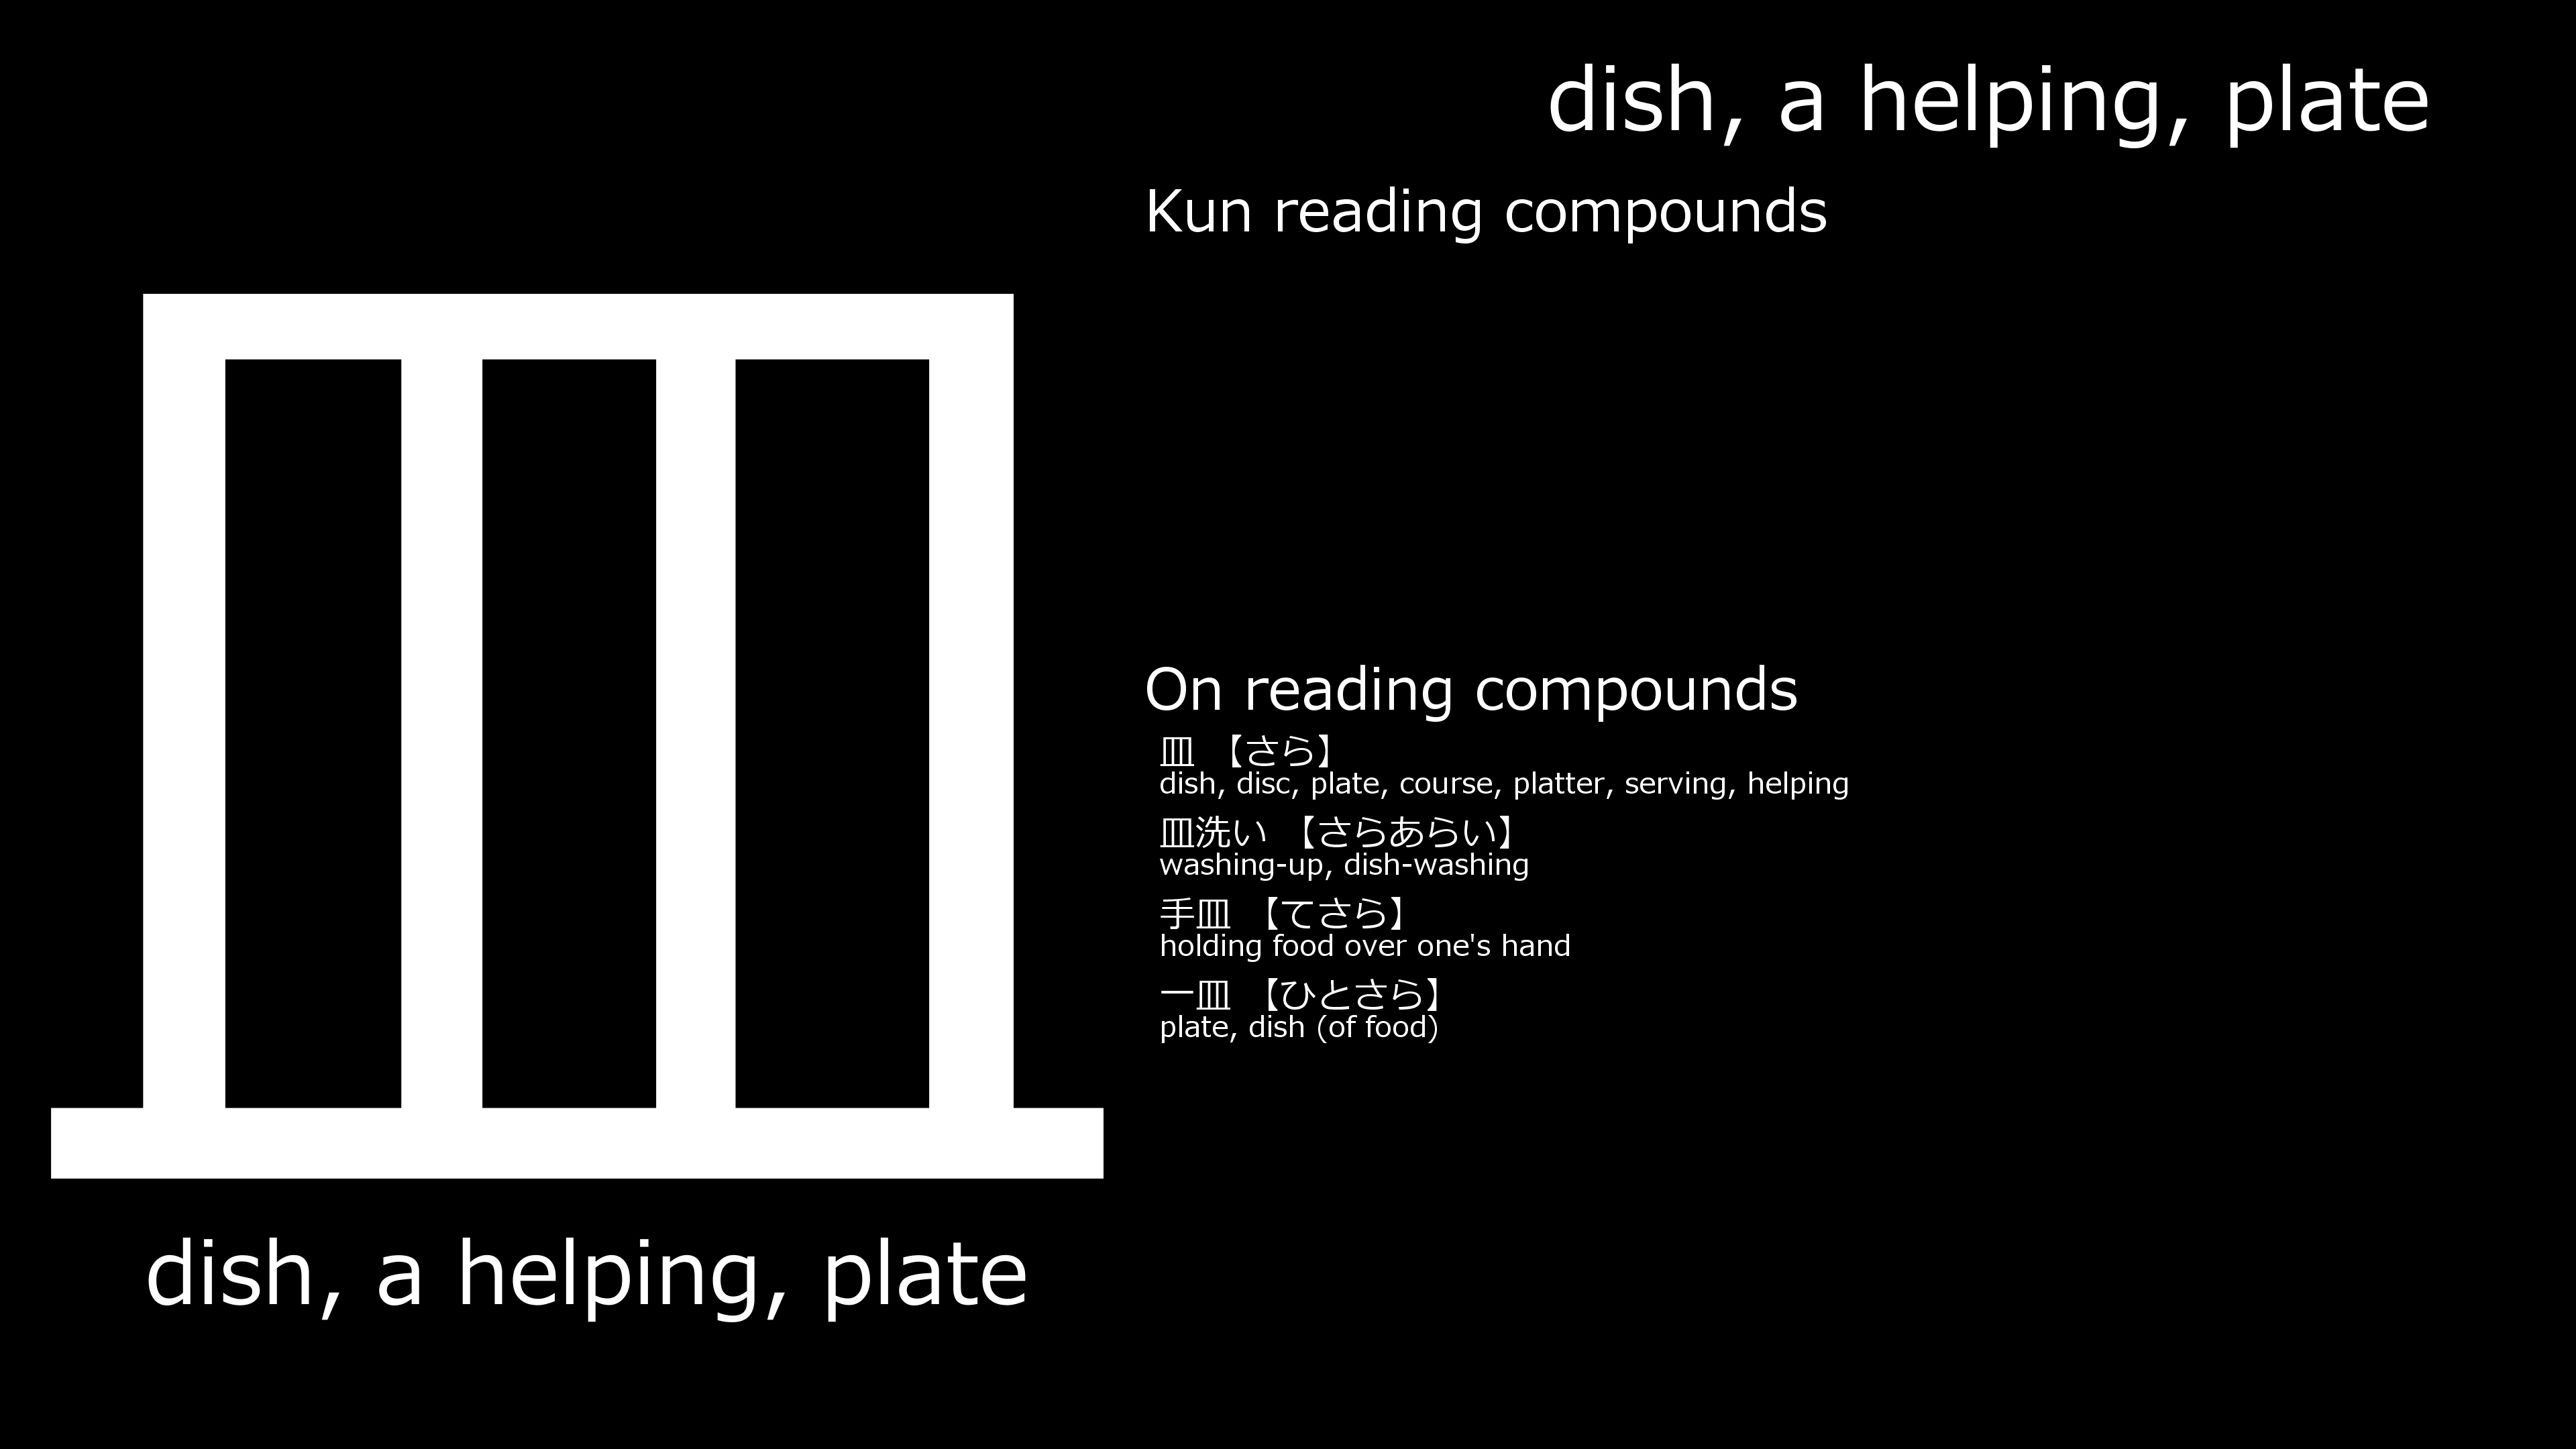 皿
dish, a helping, plate
dish, a helping, plate
Kun reading compounds
On reading compounds
皿 【さら】
dish, disc, plate, course, platter, serving, helping
皿洗い 【さらあらい】
washing-up, dish-washing
手皿 【てさら】
holding food over one's hand
一皿 【ひとさら】
plate, dish (of food)